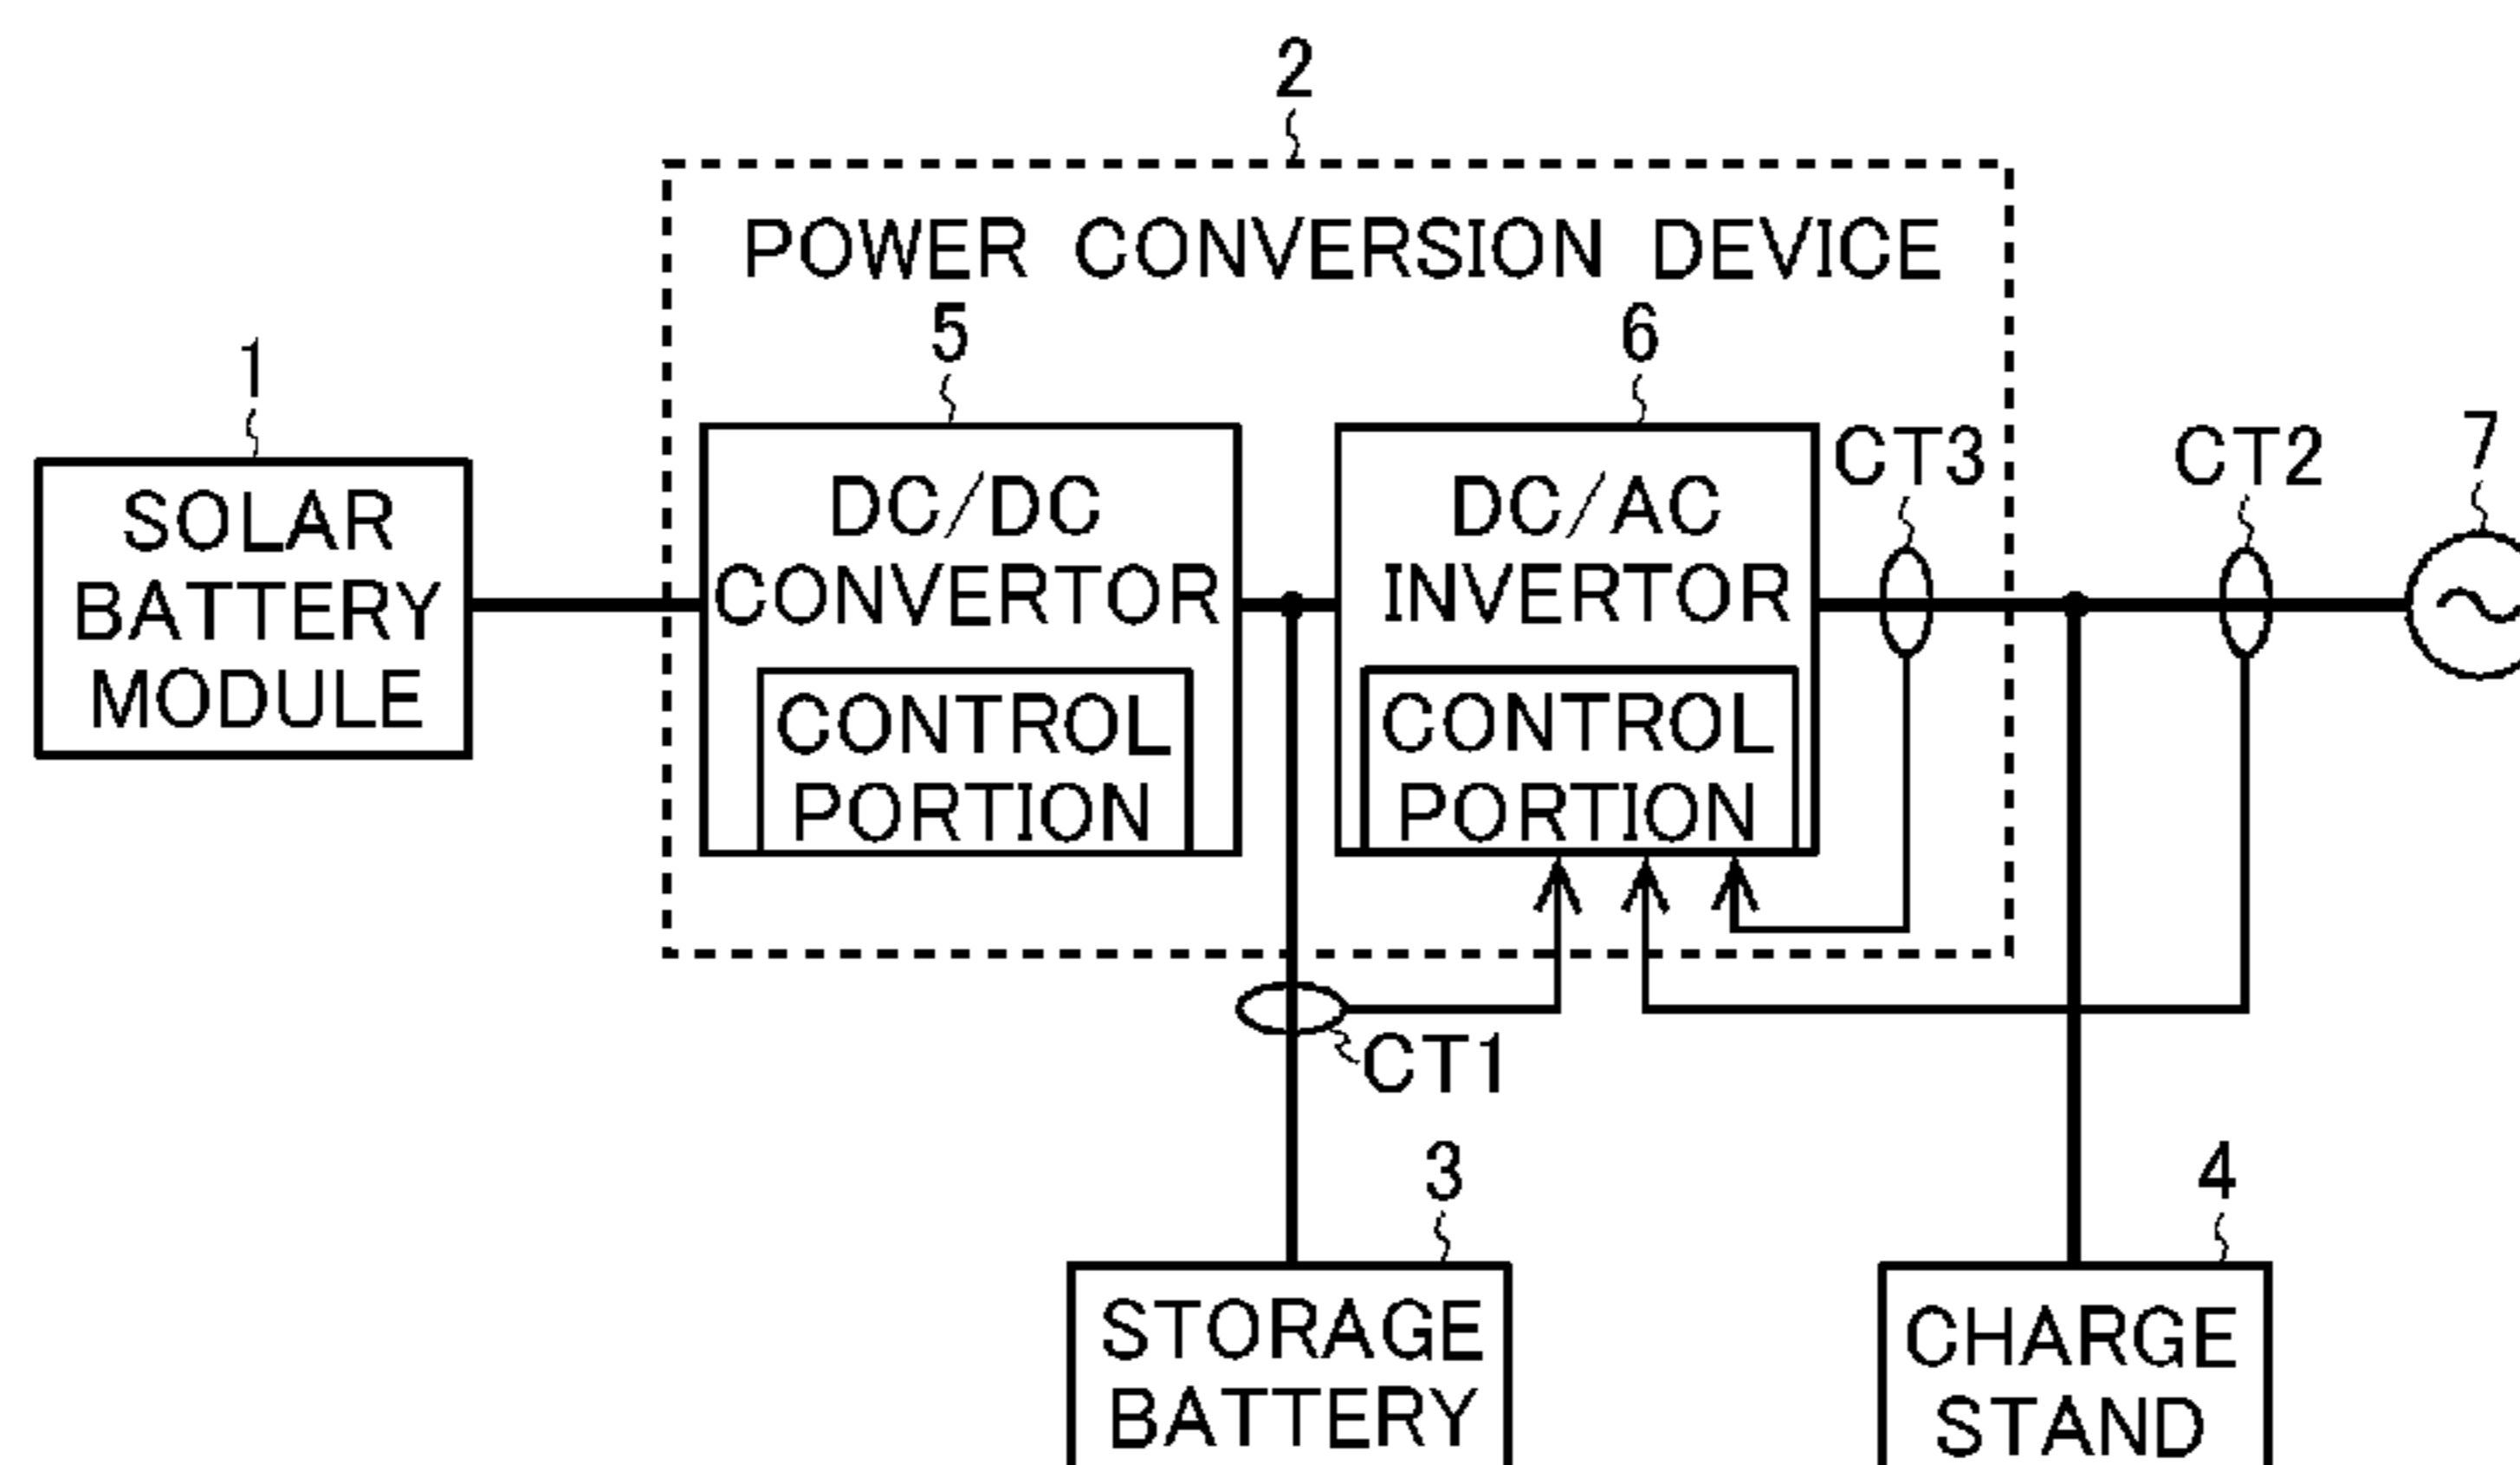 2
POWER CONVERSION DEVICE
1
5
6
CT3
CT2
7
SOLAR
BATTERY
MODULE
DC/DC
CONVERTOR
CONTROL
PORTION
DC/AC
INVERTOR
CONTROL
PORTION
CT1
3
4
STORAGE
BATTERY
CHARGE
STAND